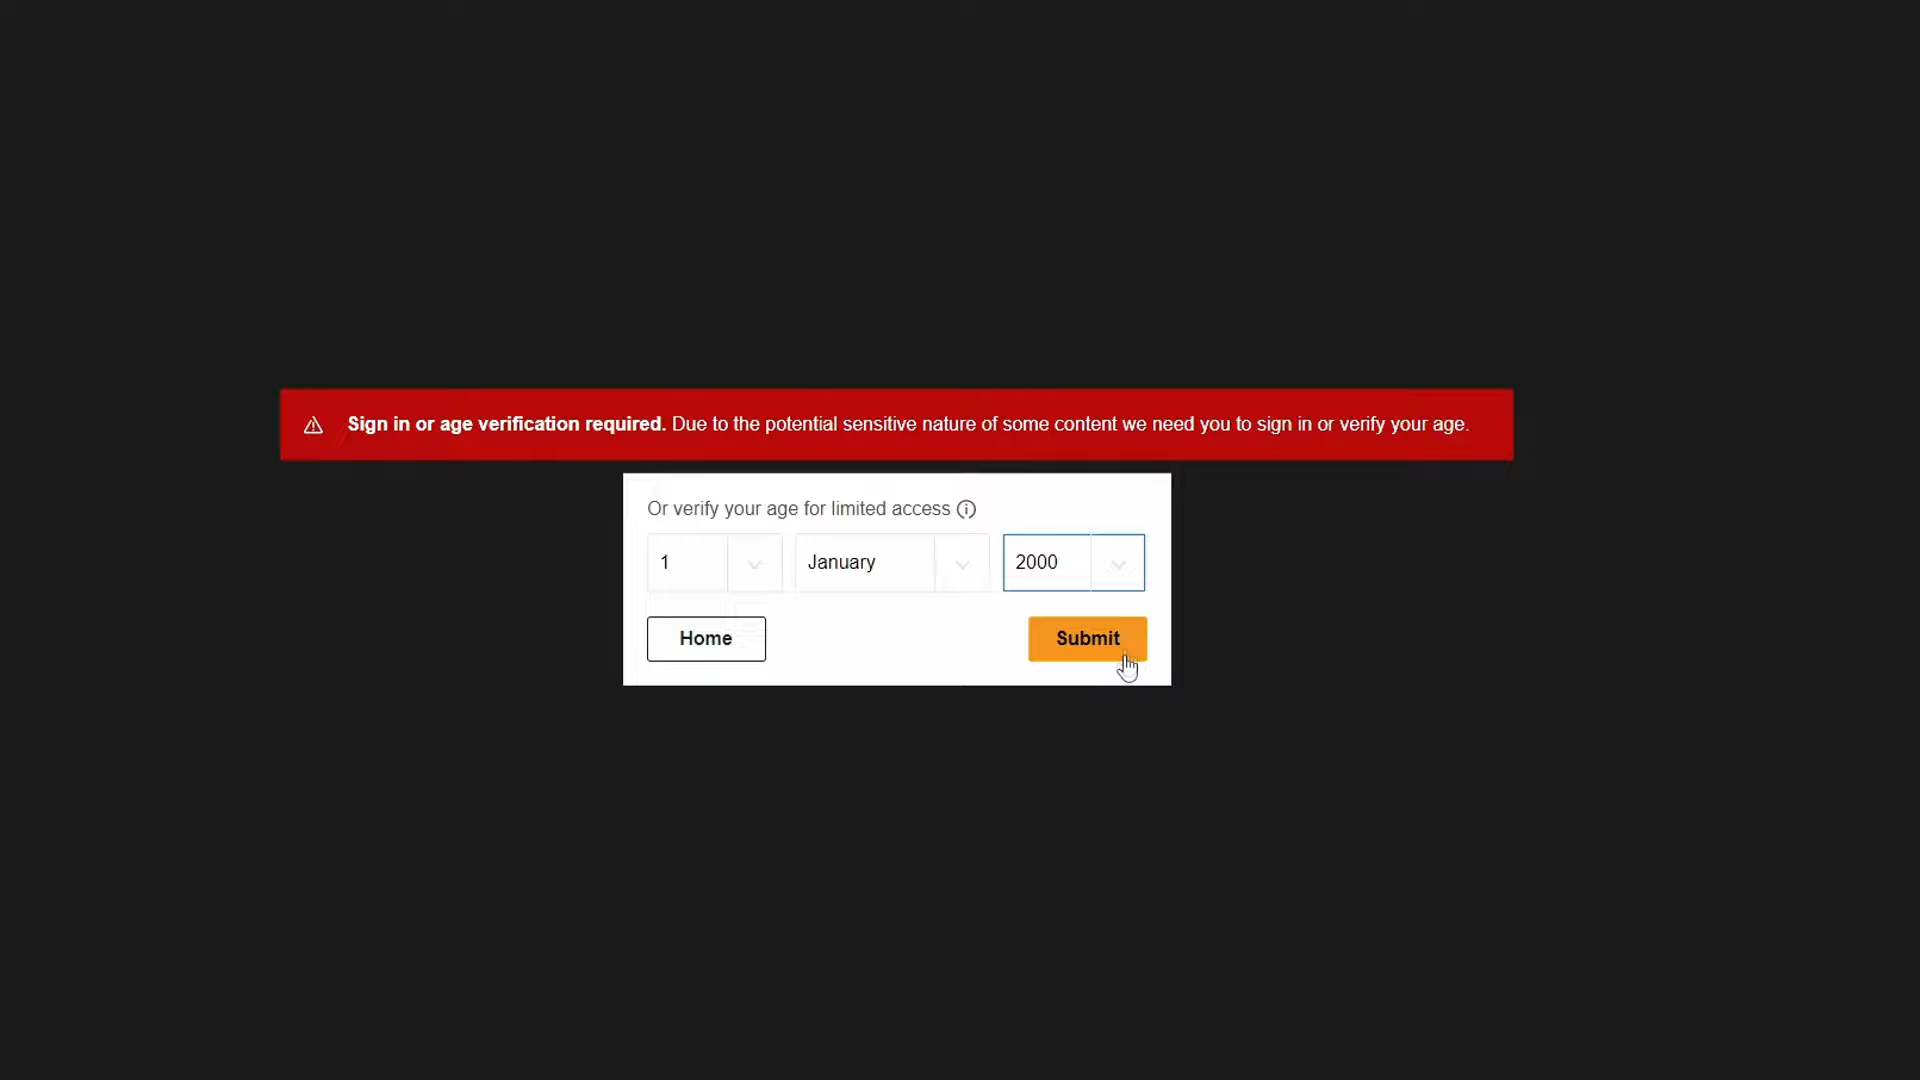 Sign in or age verification required. Due to the potential sensitive nature of some content we need you to sign in or verify your age.
Or verify your age for limited access
1 January 2000
Home Submit